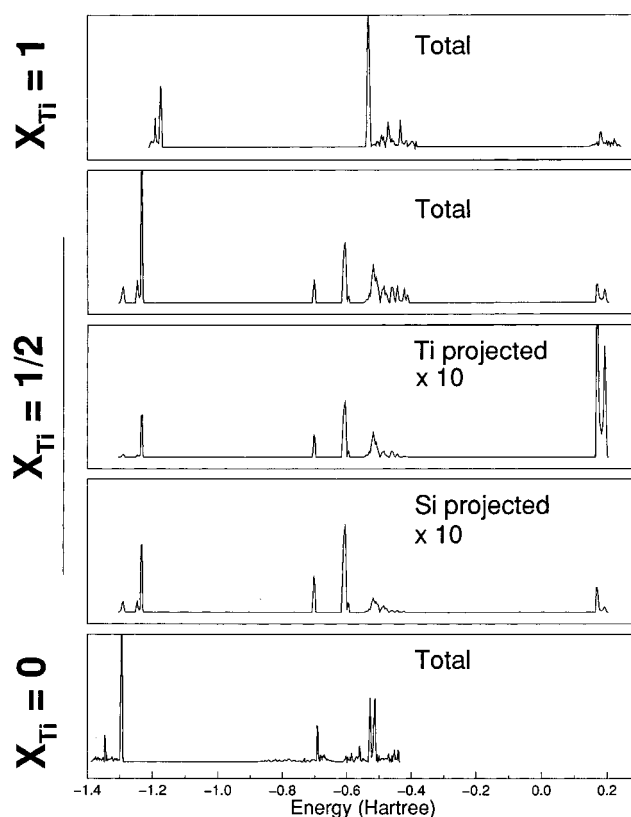 X_Ti = 1
Total
X_Ti = 1/2
Total
Ti projected
x 10
Si projected
x 10
X_Ti = 0
Total
-1.4 -1.2 -1.0 -0.8 -0.6 -0.4 -0.2 0.0 0.2
Energy (Hartree)